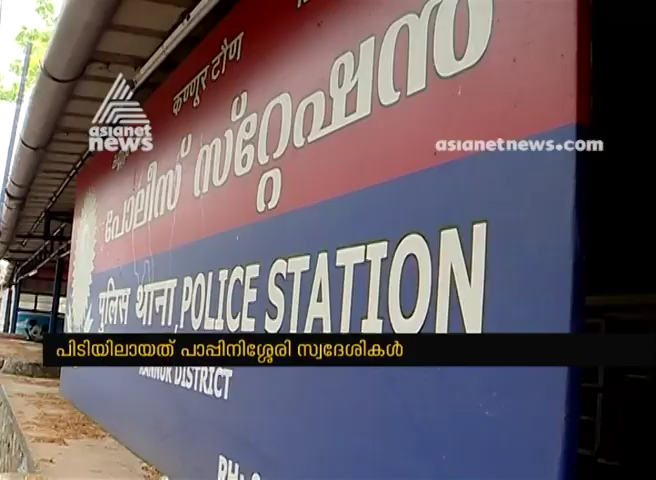 കണ്ണൂർ ടൗൺ
asianet
news
asianetnews.com
പോലീസ് സ്റ്റേഷൻ
पुलिस थाना POLICE STATION
പിടിയിലായത് പാപ്പിനിശ്ശേരി സ്വദേശികൾ
KANNUR DISTRICT